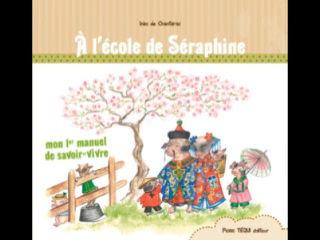 Inès de Chantérac
À l'école de Séraphine
mon 1er manuel
de savoir-vivre
Pierre Téqui éditeur